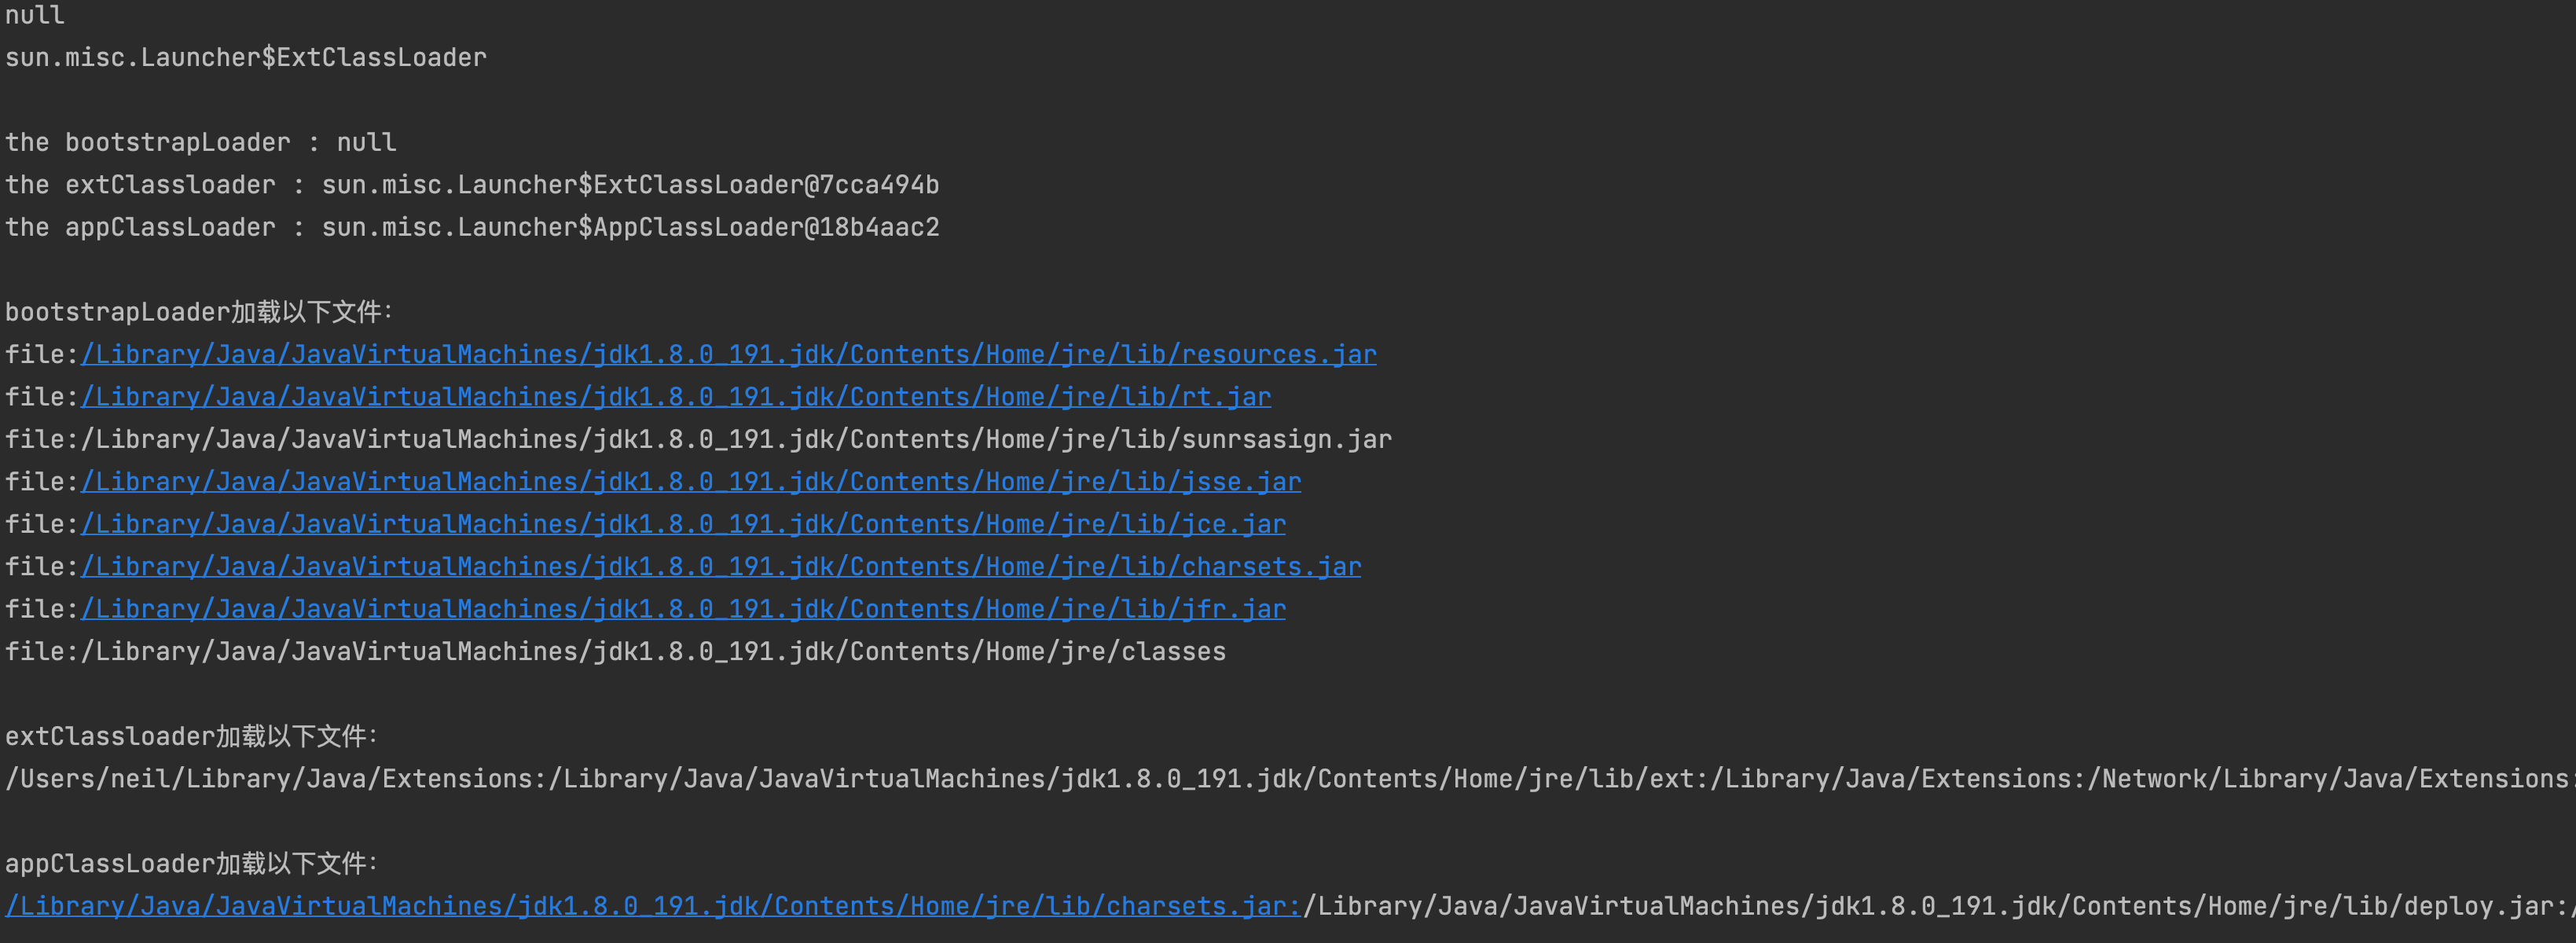 null
sun.misc.Launcher$ExtClassLoader
the bootstrapLoader : null
the extClassloader : sun.misc.Launcher$ExtClassLoader@7cca494b
the appClassLoader : sun.misc.Launcher$AppClassLoader@18b4aac2
bootstrapLoader加载以下文件：
file:/Library/Java/JavaVirtualMachines/jdk1.8.0_191.jdk/Contents/Home/jre/lib/resources.jar
file:/Library/Java/JavaVirtualMachines/jdk1.8.0_191.jdk/Contents/Home/jre/lib/rt.jar
file:/Library/Java/JavaVirtualMachines/jdk1.8.0_191.jdk/Contents/Home/jre/lib/sunrsasign.jar
file:/Library/Java/JavaVirtualMachines/jdk1.8.0_191.jdk/Contents/Home/jre/lib/jsse.jar
file:/Library/Java/JavaVirtualMachines/jdk1.8.0_191.jdk/Contents/Home/jre/lib/jce.jar
file:/Library/Java/JavaVirtualMachines/jdk1.8.0_191.jdk/Contents/Home/jre/lib/charsets.jar
file:/Library/Java/JavaVirtualMachines/jdk1.8.0_191.jdk/Contents/Home/jre/lib/jfr.jar
file:/Library/Java/JavaVirtualMachines/jdk1.8.0_191.jdk/Contents/Home/jre/classes
extClassloader加载以下文件：
/Users/neil/Library/Java/Extensions:/Library/Java/JavaVirtualMachines/jdk1.8.0_191.jdk/Contents/Home/jre/lib/ext:/Library/Java/Extensions:/Network/Library/Java/Extensions:
appClassLoader加载以下文件：
/Library/Java/JavaVirtualMachines/jdk1.8.0_191.jdk/Contents/Home/jre/lib/charsets.jar:/Library/Java/JavaVirtualMachines/jdk1.8.0_191.jdk/Contents/Home/jre/lib/deploy.jar:/